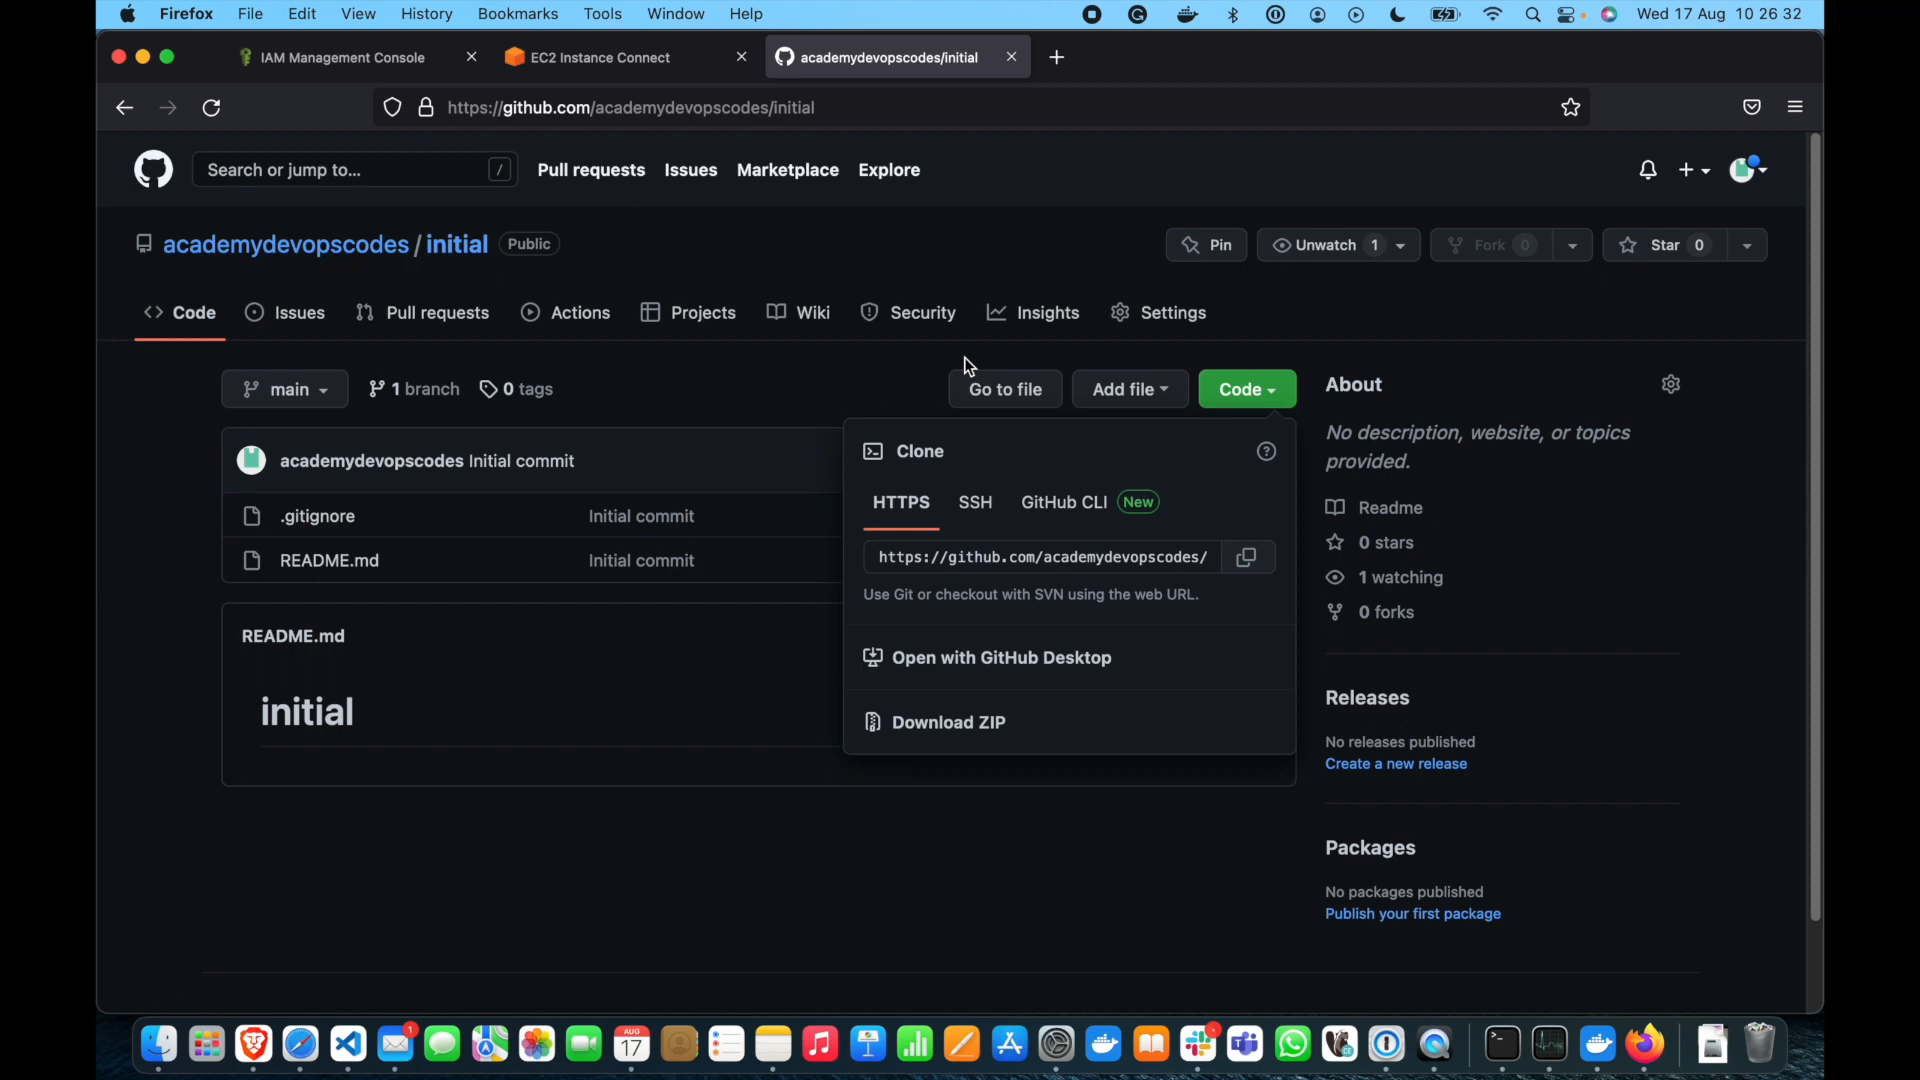 Firefox File Edit View History Bookmarks Tools Window Help Wed 17 Aug 10 26 32
IAM Management Console EC2 Instance Connect academydevopscodes/initial
https://github.com/academydevopscodes/initial
Search or jump to... / Pull requests Issues Marketplace Explore
academydevopscodes / initial Public Pin Unwatch 1 Fork 0 Star 0
Code Issues Pull requests Actions Projects Wiki Security Insights Settings
main 1 branch 0 tags Go to file Add file Code
academydevopscodes Initial commit
.gitignore Initial commit
README.md Initial commit
README.md
initial
Clone
HTTPS SSH GitHub CLI New
https://github.com/academydevopscodes/
Use Git or checkout with SVN using the web URL.
Open with GitHub Desktop
Download ZIP
About
No description, website, or topics
provided.
Readme
0 stars
1 watching
0 forks
Releases
No releases published
Create a new release
Packages
No packages published
Publish your first package
1
AUG
17